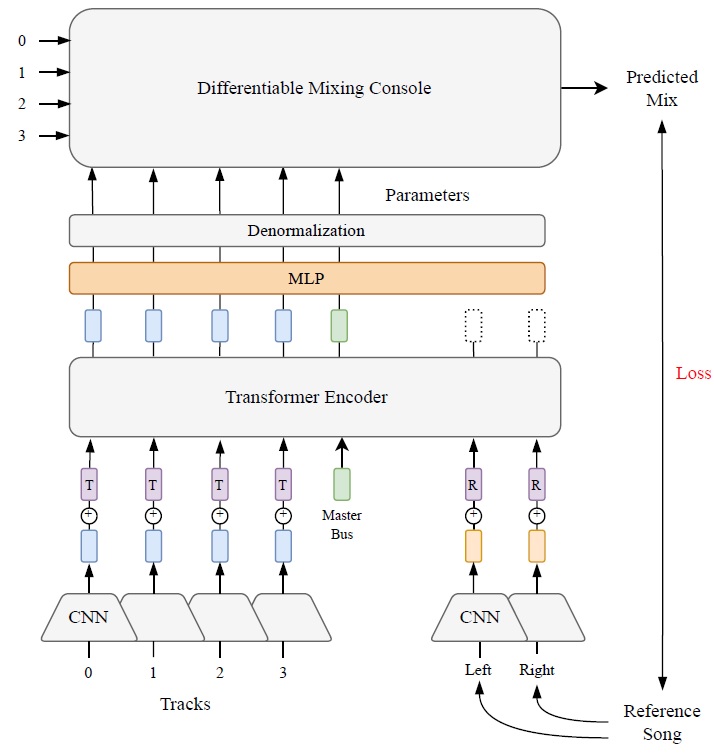 0
1
2
3
Differentiable Mixing Console
Predicted
Mix
Parameters
Denormalization
MLP
Loss
Transformer Encoder
T T T T R R
+ + + + + +
Master
Bus
CNN CNN
0 1 2 3 Left Right
Tracks
Reference
Song